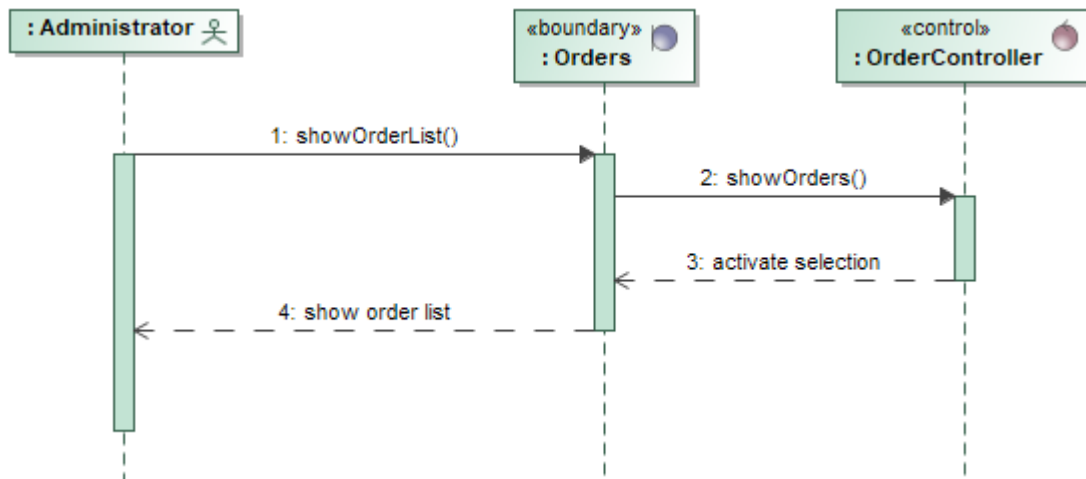 : Administrator
«boundary»
: Orders
«control»
: OrderController
1: showOrderList()
2: showOrders()
3: activate selection
4: show order list